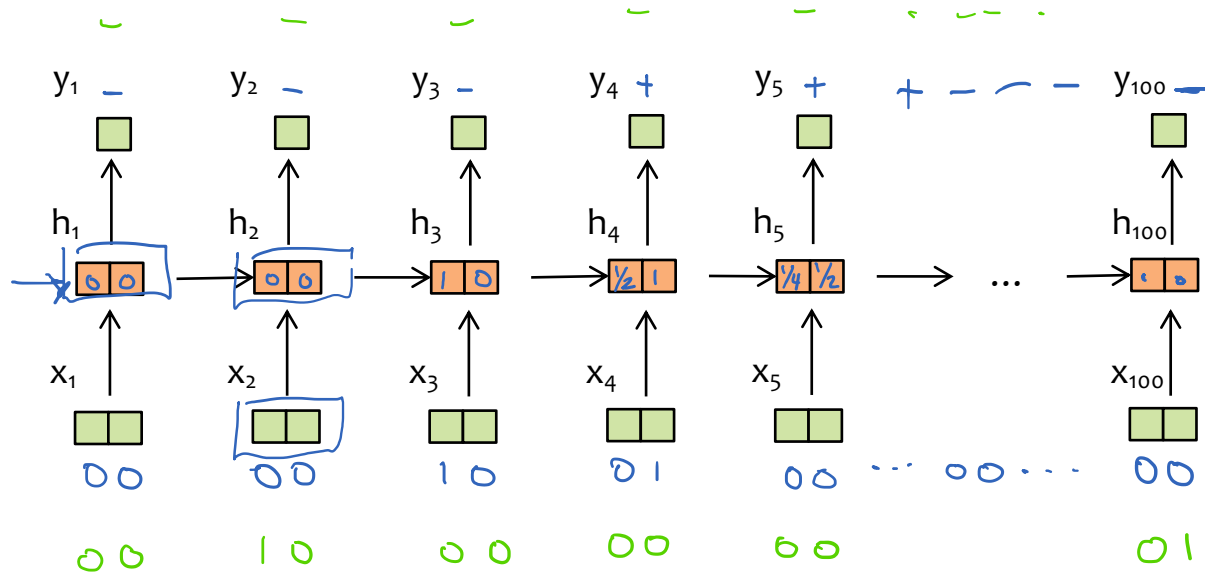 - - - - - . - - .
y₁ - y₂ - y₃ - y₄ + y₅ + + - - - y₁₀₀ -
h₁ h₂ h₃ h₄ h₅ h₁₀₀
0 0 0 0 1 0 1/2 1 1/4 1/2 ...
x₁ x₂ x₃ x₄ x₅ x₁₀₀
00 00 10 01 00 ... 00 ... 00
00 10 00 00 00 01